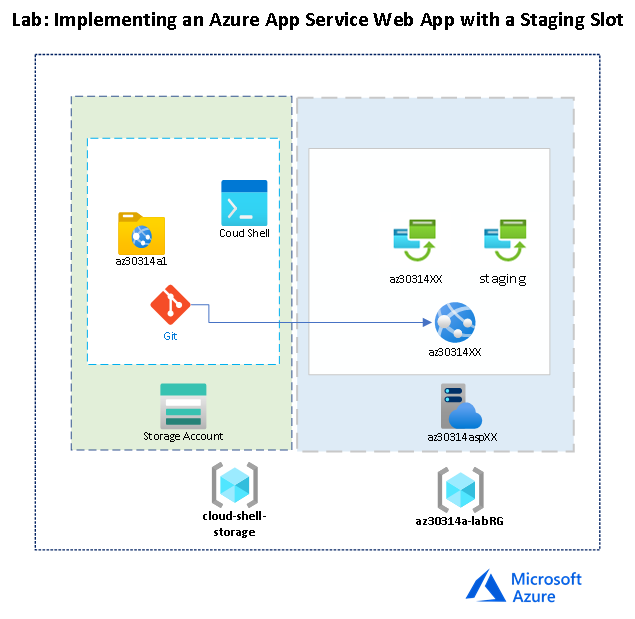 Lab: Implementing an Azure App Service Web App with a Staging Slot
Coud Shell
az30314a1
Git
Storage Account
az30314XX
staging
az30314XX
az30314aspXX
cloud-shell-
storage
az30314a-labRG
Microsoft
Azure